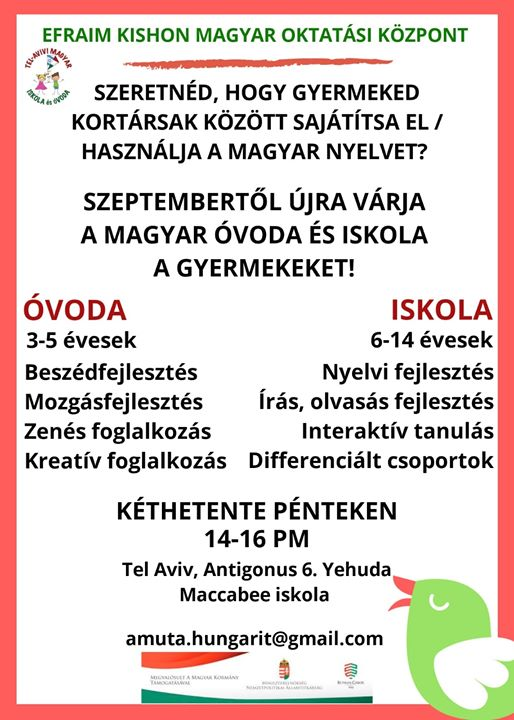 EFRAIM KISHON MAGYAR OKTATÁSI KÖZPONT
TEL-AVIVI MAGYAR
ISKOLA és ÓVODA
SZERETNÉD, HOGY GYERMEKED
KORTÁRSAK KÖZÖTT SAJÁTÍTSA EL /
HASZNÁLJA A MAGYAR NYELVET?
SZEPTEMBERTŐL ÚJRA VÁRJA
A MAGYAR ÓVODA ÉS ISKOLA
A GYERMEKEKET!
ÓVODA
3-5 évesek
Beszédfejlesztés
Mozgásfejlesztés
Zenés foglalkozás
Kreatív foglalkozás
ISKOLA
6-14 évesek
Nyelvi fejlesztés
Írás, olvasás fejlesztés
Interaktív tanulás
Differenciált csoportok
KÉTHETENTE PÉNTEKEN
14-16 PM
Tel Aviv, Antigonus 6. Yehuda
Maccabee iskola
amuta.hungarit@gmail.com
MEGVALÓSULT A MAGYAR KORMÁNY
TÁMOGATÁSÁVAL
MINISZTERELNÖKSÉG
NEMZETPOLITIKAI ÁLLAMTITKÁRSÁG